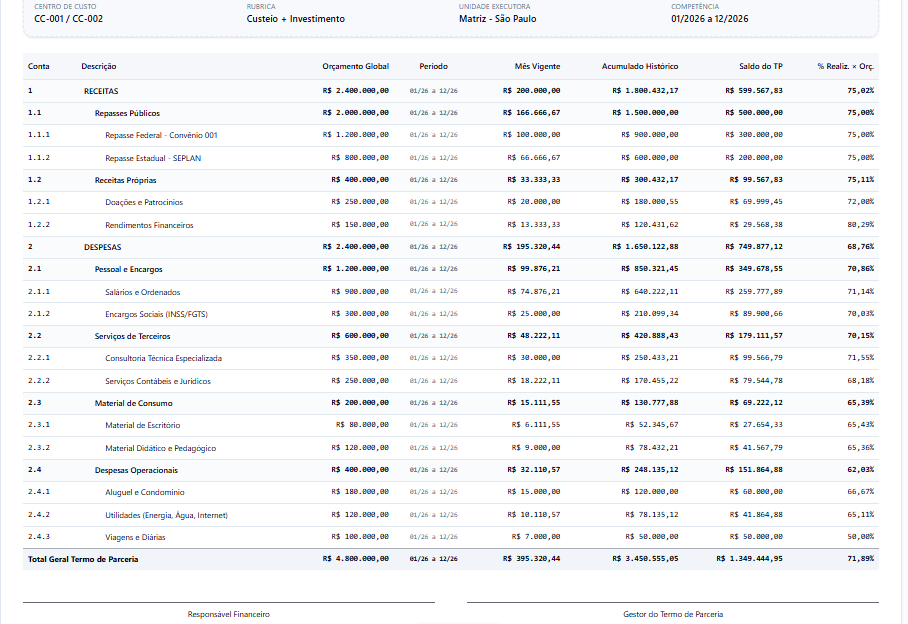 CENTRO DE CUSTO RUBRICA UNIDADE EXECUTORA COMPETÊNCIA
CC-001 / CC-002 Custeio + Investimento Matriz - São Paulo 01/2026 a 12/2026
Conta Descrição Orçamento Global Período Mês Vigente Acumulado Histórico Saldo do TP % Realiz. × Orç.
1 RECEITAS R$ 2.400.000,00 01/26 a 12/26 R$ 200.000,00 R$ 1.800.432,17 R$ 599.567,83 75,02%
1.1 Repasses Públicos R$ 2.000.000,00 01/26 a 12/26 R$ 166.666,67 R$ 1.500.000,00 R$ 500.000,00 75,00%
1.1.1 Repasse Federal - Convênio 001 R$ 1.200.000,00 01/26 a 12/26 R$ 100.000,00 R$ 900.000,00 R$ 300.000,00 75,00%
1.1.2 Repasse Estadual - SEPLAN R$ 800.000,00 01/26 a 12/26 R$ 66.666,67 R$ 600.000,00 R$ 200.000,00 75,00%
1.2 Receitas Próprias R$ 400.000,00 01/26 a 12/26 R$ 33.333,33 R$ 300.432,17 R$ 99.567,83 75,11%
1.2.1 Doações e Patrocínios R$ 250.000,00 01/26 a 12/26 R$ 20.000,00 R$ 180.000,55 R$ 69.999,45 72,00%
1.2.2 Rendimentos Financeiros R$ 150.000,00 01/26 a 12/26 R$ 13.333,33 R$ 120.431,62 R$ 29.568,38 80,29%
2 DESPESAS R$ 2.400.000,00 01/26 a 12/26 R$ 195.320,44 R$ 1.650.122,88 R$ 749.877,12 68,76%
2.1 Pessoal e Encargos R$ 1.200.000,00 01/26 a 12/26 R$ 99.876,21 R$ 850.321,45 R$ 349.678,55 70,86%
2.1.1 Salários e Ordenados R$ 900.000,00 01/26 a 12/26 R$ 74.876,21 R$ 640.222,11 R$ 259.777,89 71,14%
2.1.2 Encargos Sociais (INSS/FGTS) R$ 300.000,00 01/26 a 12/26 R$ 25.000,00 R$ 210.099,34 R$ 89.900,66 70,03%
2.2 Serviços de Terceiros R$ 600.000,00 01/26 a 12/26 R$ 48.222,11 R$ 420.888,43 R$ 179.111,57 70,15%
2.2.1 Consultoria Técnica Especializada R$ 350.000,00 01/26 a 12/26 R$ 30.000,00 R$ 250.433,21 R$ 99.566,79 71,55%
2.2.2 Serviços Contábeis e Jurídicos R$ 250.000,00 01/26 a 12/26 R$ 18.222,11 R$ 170.455,22 R$ 79.544,78 68,18%
2.3 Material de Consumo R$ 200.000,00 01/26 a 12/26 R$ 15.111,55 R$ 130.777,88 R$ 69.222,12 65,39%
2.3.1 Material de Escritório R$ 80.000,00 01/26 a 12/26 R$ 6.111,55 R$ 52.345,67 R$ 27.654,33 65,43%
2.3.2 Material Didático e Pedagógico R$ 120.000,00 01/26 a 12/26 R$ 9.000,00 R$ 78.432,21 R$ 41.567,79 65,36%
2.4 Despesas Operacionais R$ 400.000,00 01/26 a 12/26 R$ 32.110,57 R$ 248.135,12 R$ 151.864,88 62,03%
2.4.1 Aluguel e Condomínio R$ 180.000,00 01/26 a 12/26 R$ 15.000,00 R$ 120.000,00 R$ 60.000,00 66,67%
2.4.2 Utilidades (Energia, Água, Internet) R$ 120.000,00 01/26 a 12/26 R$ 10.110,57 R$ 78.135,12 R$ 41.864,88 65,11%
2.4.3 Viagens e Diárias R$ 100.000,00 01/26 a 12/26 R$ 7.000,00 R$ 50.000,00 R$ 50.000,00 50,00%
Total Geral Termo de Parceria R$ 4.800.000,00 01/26 a 12/26 R$ 395.320,44 R$ 3.450.555,05 R$ 1.349.444,95 71,89%
Responsável Financeiro Gestor do Termo de Parceria